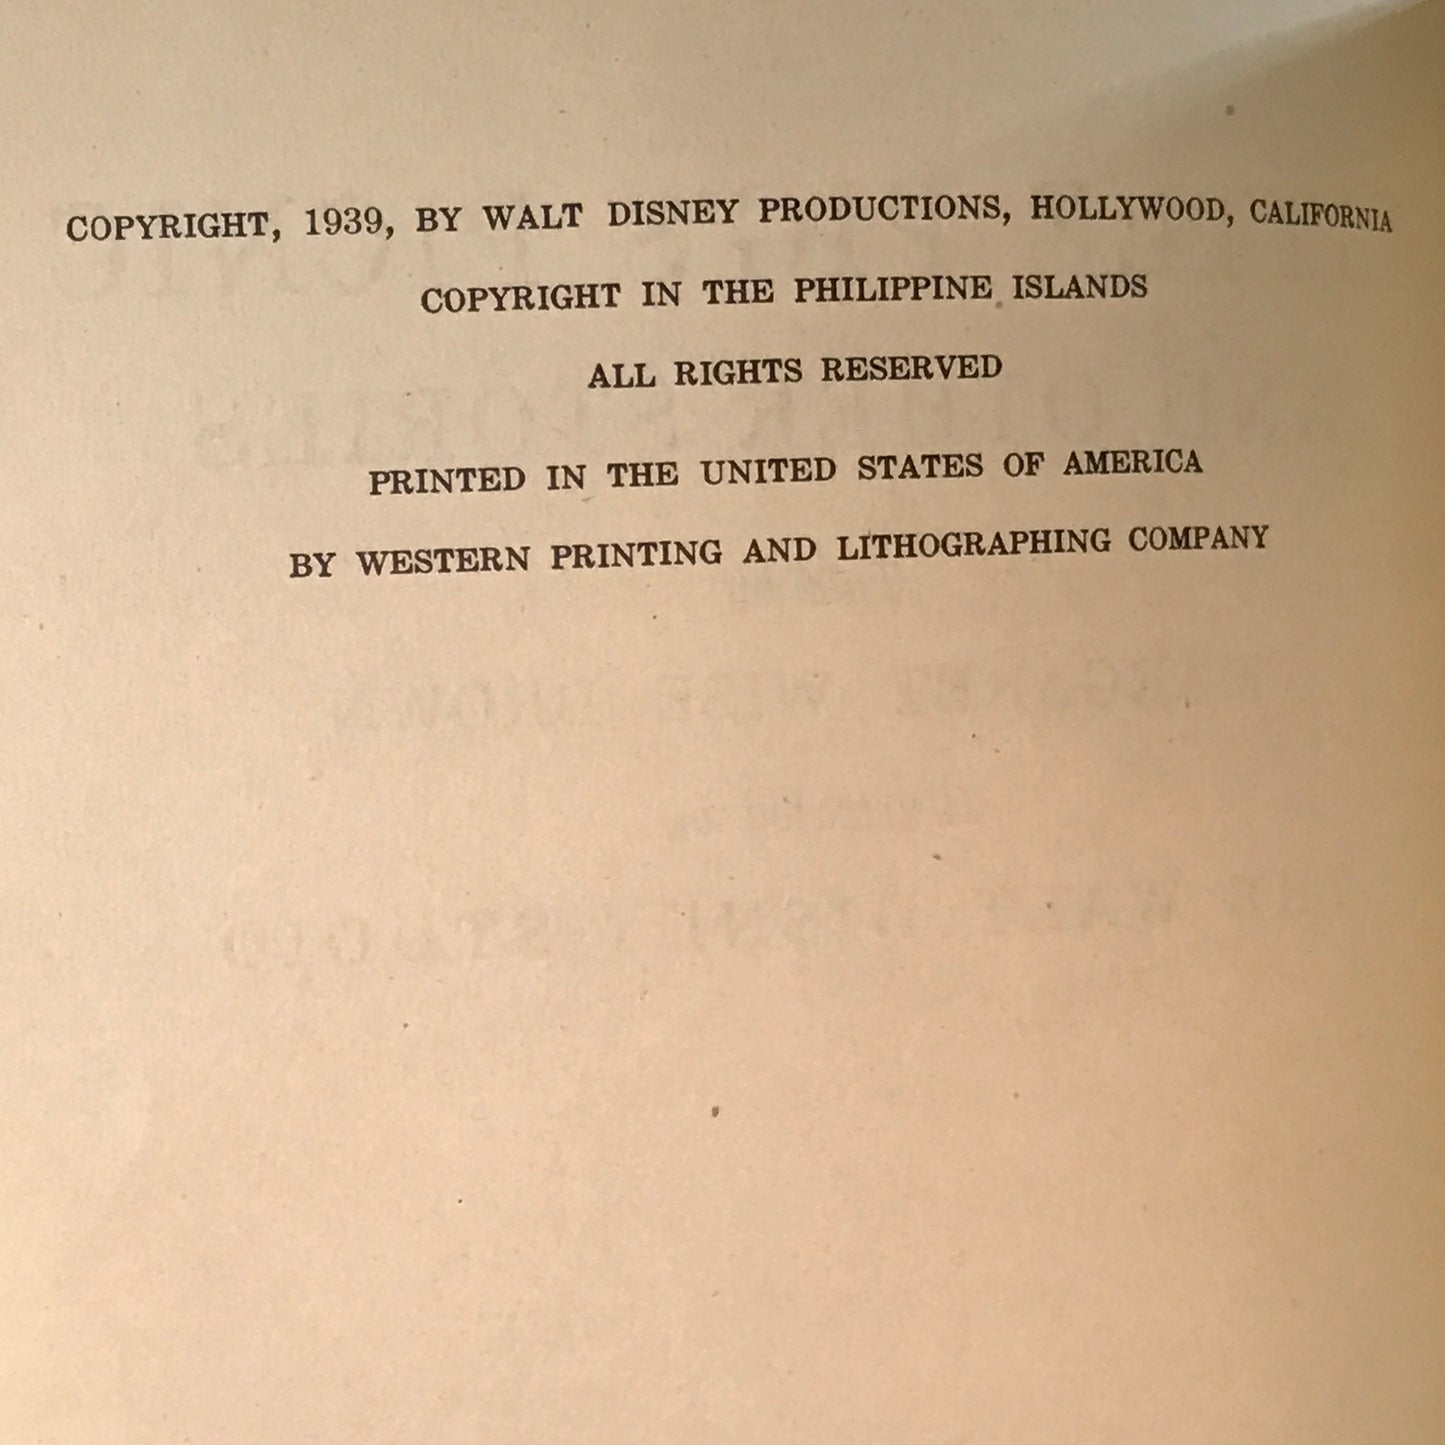 COPYRIGHT, 1939, BY WALT DISNEY PRODUCTIONS, HOLLYWOOD, CALIFORNIA
COPYRIGHT IN THE PHILIPPINE ISLANDS
ALL RIGHTS RESERVED
PRINTED IN THE UNITED STATES OF AMERICA
BY WESTERN PRINTING AND LITHOGRAPHING COMPANY